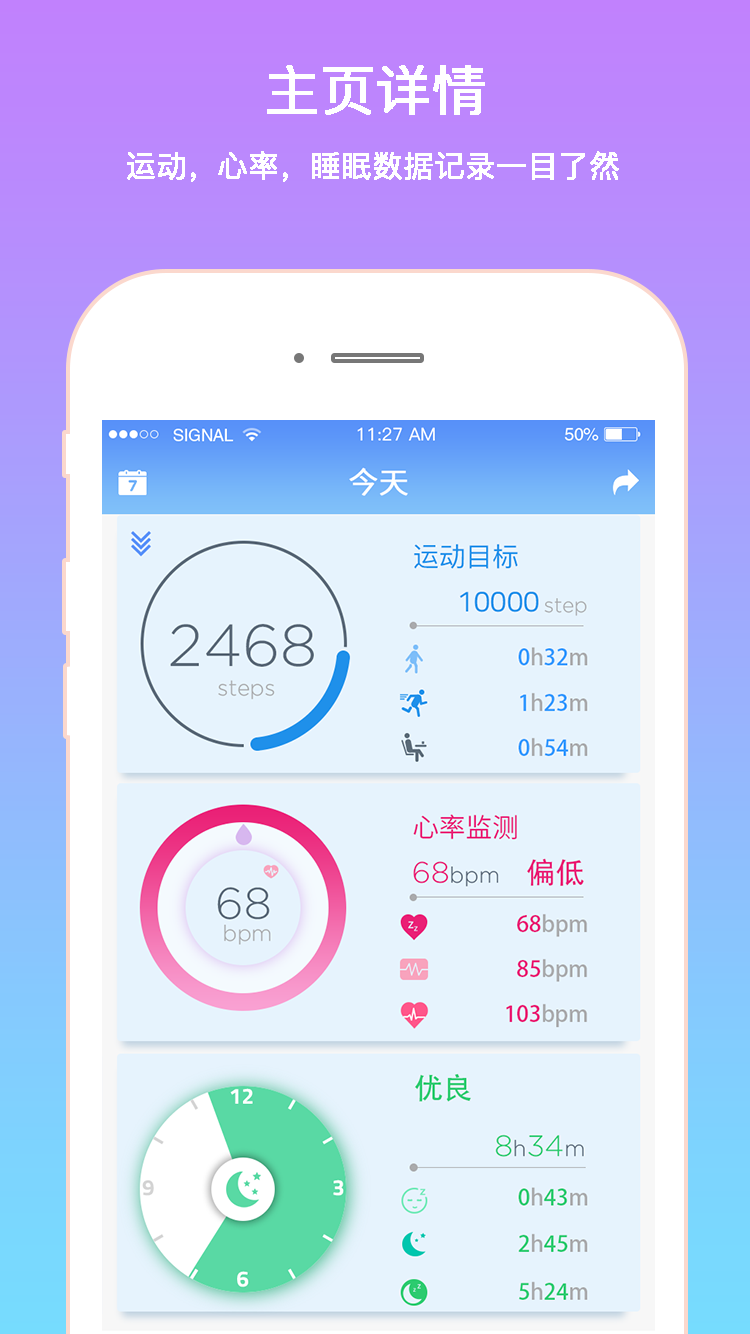 主页详情
运动，心率，睡眠数据记录一目了然
SIGNAL 11:27 AM 50%
7 今天
运动目标
10000 step
2468
steps
0h32m
1h23m
0h54m
心率监测
68bpm 偏低
68
bpm
68bpm
85bpm
103bpm
优良
8h34m
12
9 3
6
0h43m
2h45m
5h24m